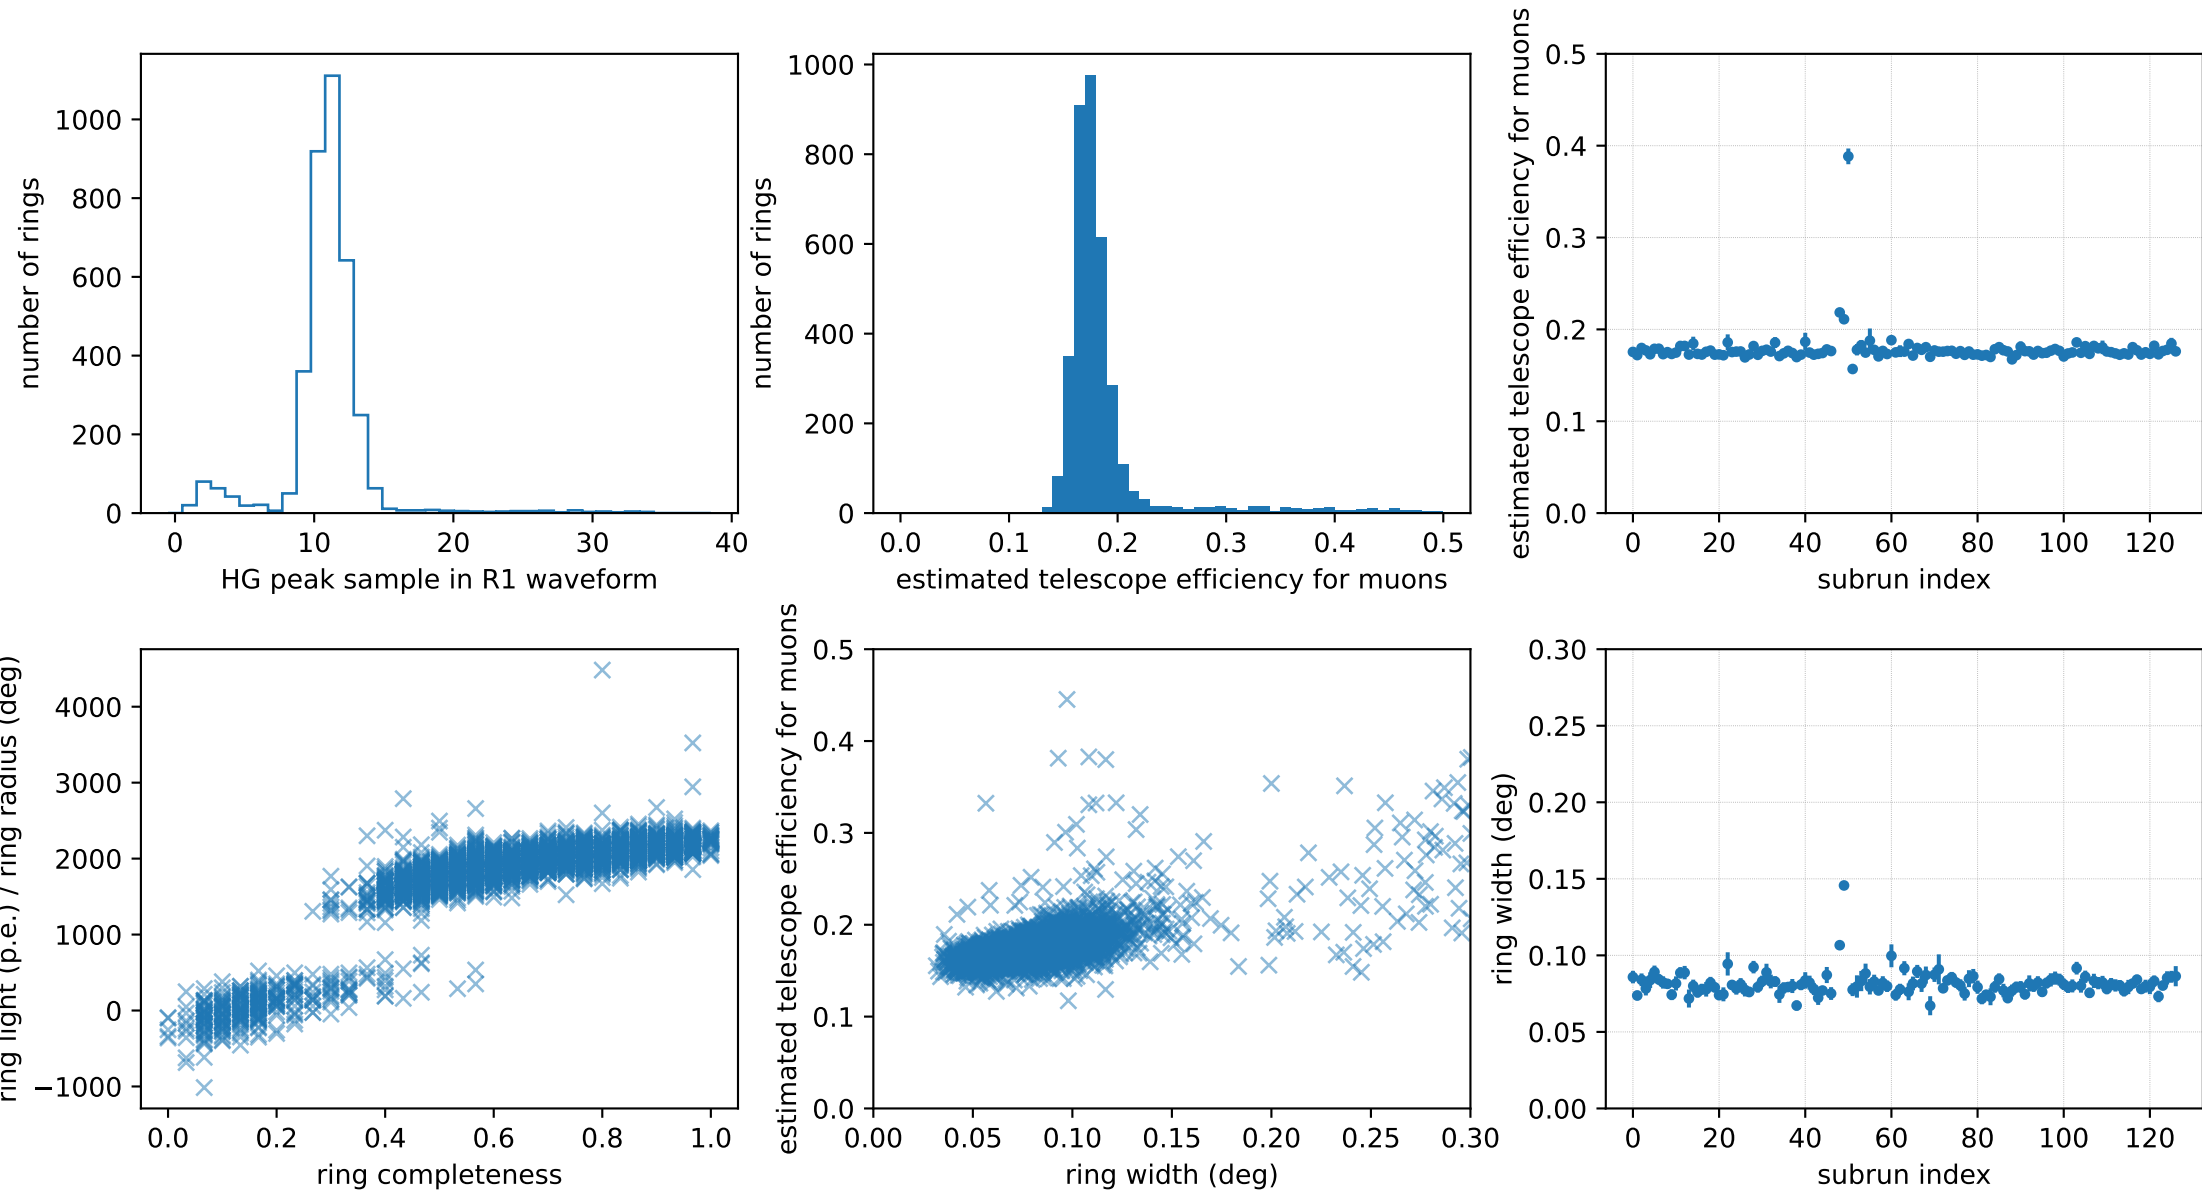 number of rings
1000
800
600
400
200
0
0 10 20 30 40
HG peak sample in R1 waveform
number of rings
1000
800
600
400
200
0
0.0 0.1 0.2 0.3 0.4 0.5
estimated telescope efficiency for muons
estimated telescope efficiency for muons
0.5
0.4
0.3
0.2
0.1
0.0
0 20 40 60 80 100 120
subrun index
ring light (p.e.) / ring radius (deg)
4000
3000
2000
1000
0
−1000
0.0 0.2 0.4 0.6 0.8 1.0
ring completeness
estimated telescope efficiency for muons
0.5
0.4
0.3
0.2
0.1
0.0
0.00 0.05 0.10 0.15 0.20 0.25 0.30
ring width (deg)
ring width (deg)
0.30
0.25
0.20
0.15
0.10
0.05
0.00
0 20 40 60 80 100 120
subrun index